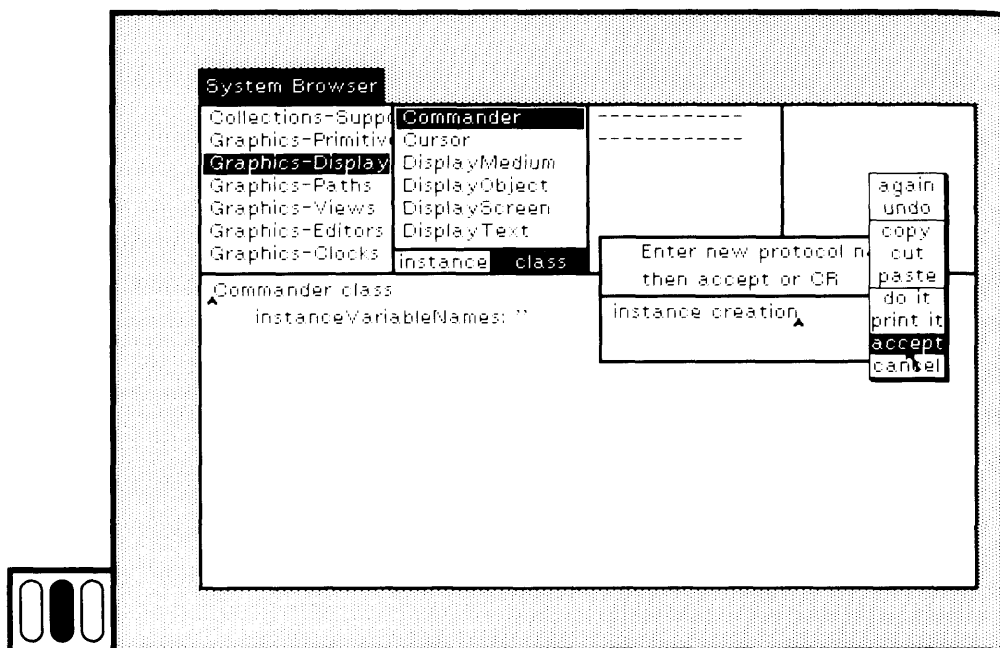 System Browser
Collections-Suppo
Graphics-Primitiv
Graphics-Display
Graphics-Paths
Graphics-Views
Graphics-Editors
Graphics-Clocks
Commander
Cursor
DisplayMedium
DisplayObject
DisplayScreen
DisplayText
instance class
------------
------------
Commander class
instanceVariableNames: ''
Enter new protocol n
then accept or CR
instance creation
again
undo
copy
cut
paste
do it
print it
accept
cancel